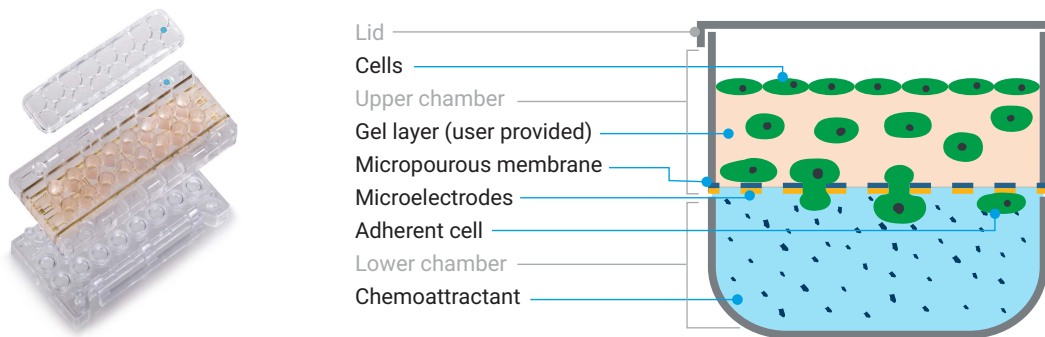 Lid
Cells
Upper chamber
Gel layer (user provided)
Micropourous membrane
Microelectrodes
Adherent cell
Lower chamber
Chemoattractant